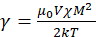 γ = μ₀VχM² / 2kT